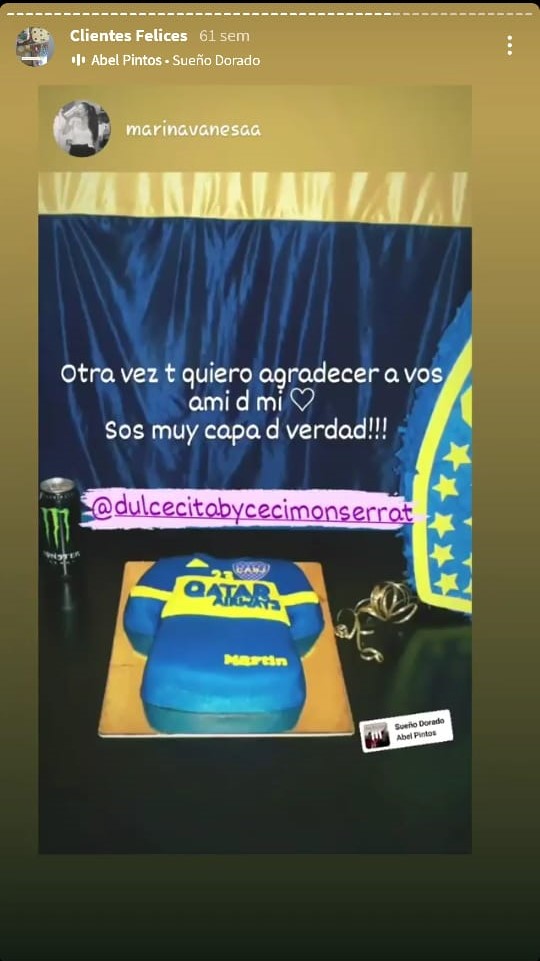 Clientes Felices 61 sem
Abel Pintos • Sueño Dorado
marinavanesaa
Otra vez t quiero agradecer a vos
ami d mi ♡
Sos muy capa d verdad!!!
@dulcecitabycecimonserrat
MONSTER
CABJ
QATAR
AIRWAYS
Martin
Sueño Dorado
Abel Pintos